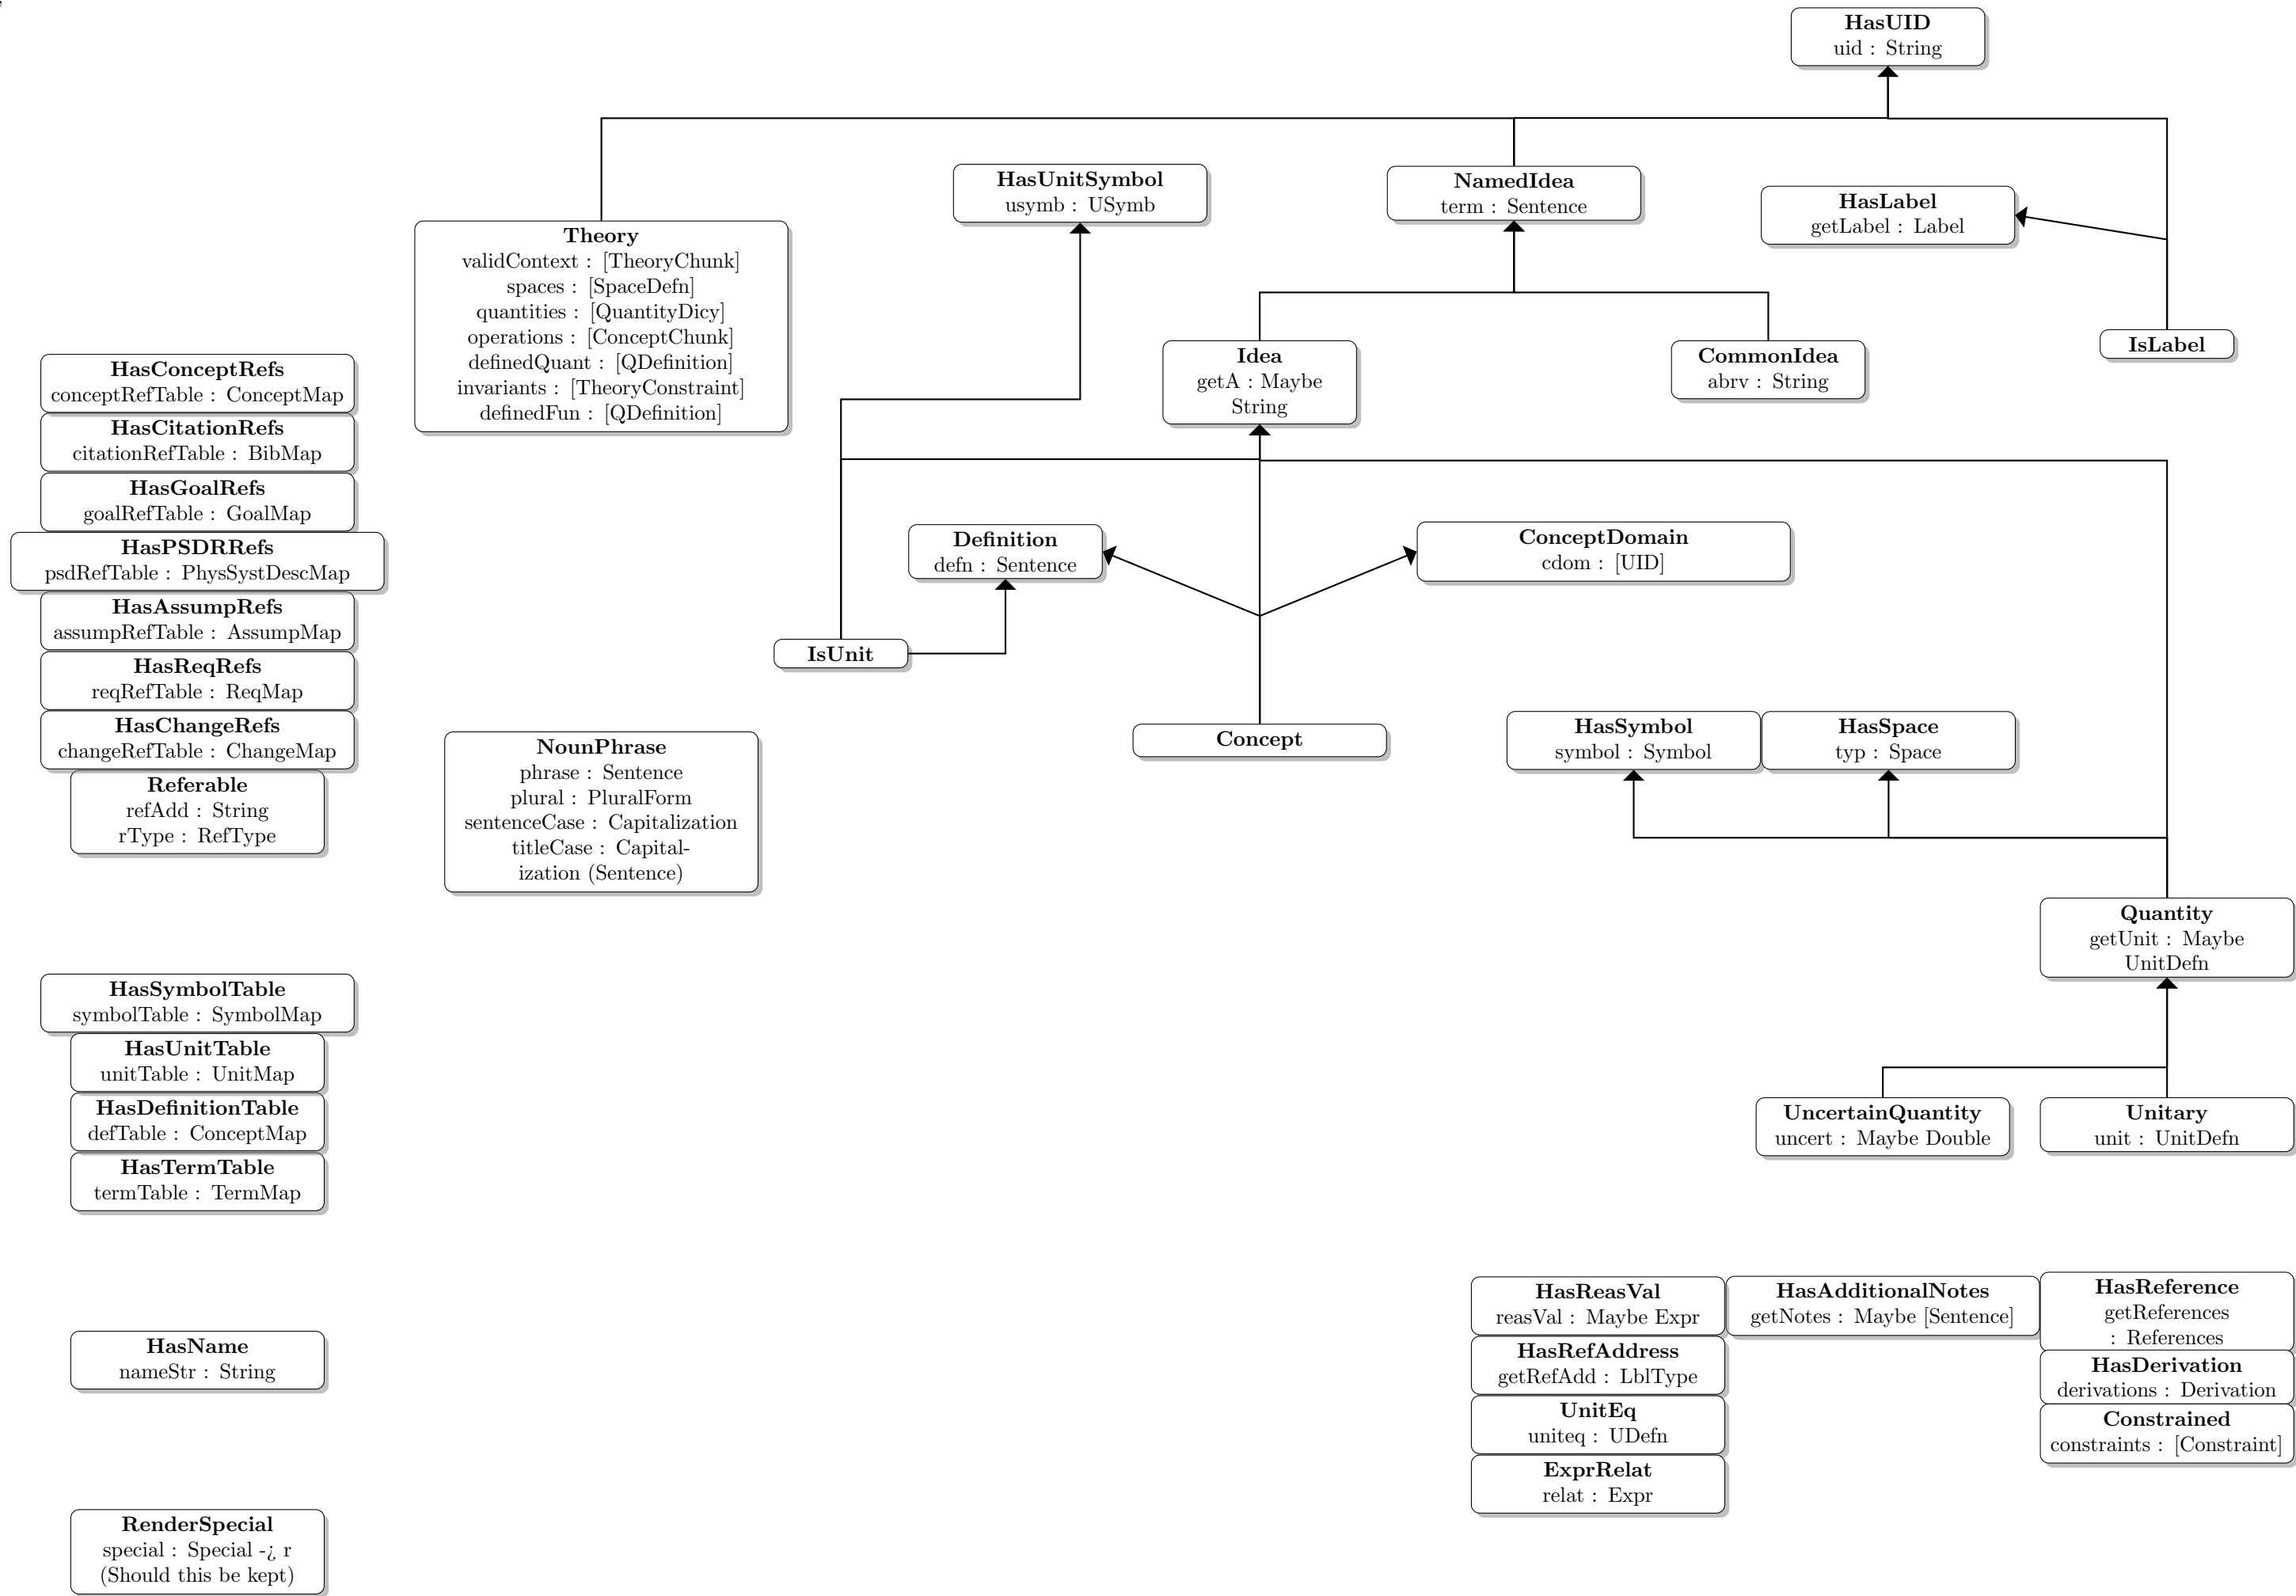 HasUID
uid : String
HasUnitSymbol
usymb : USymb
NamedIdea
term : Sentence
HasLabel
getLabel : Label
Theory
validContext : [TheoryChunk]
spaces : [SpaceDefn]
quantities : [QuantityDicy]
operations : [ConceptChunk]
definedQuant : [QDefinition]
invariants : [TheoryConstraint]
definedFun : [QDefinition]
Idea
getA : Maybe
String
CommonIdea
abrv : String
IsLabel
HasConceptRefs
conceptRefTable : ConceptMap
HasCitationRefs
citationRefTable : BibMap
HasGoalRefs
goalRefTable : GoalMap
HasPSDRRefs
psdRefTable : PhysSystDescMap
HasAssumpRefs
assumpRefTable : AssumpMap
HasReqRefs
reqRefTable : ReqMap
HasChangeRefs
changeRefTable : ChangeMap
Referable
refAdd : String
rType : RefType
Definition
defn : Sentence
ConceptDomain
cdom : [UID]
IsUnit
Concept
NounPhrase
phrase : Sentence
plural : PluralForm
sentenceCase : Capitalization
titleCase : Capital-
ization (Sentence)
HasSymbol
symbol : Symbol
HasSpace
typ : Space
Quantity
getUnit : Maybe
UnitDefn
HasSymbolTable
symbolTable : SymbolMap
HasUnitTable
unitTable : UnitMap
HasDefinitionTable
defTable : ConceptMap
HasTermTable
termTable : TermMap
UncertainQuantity
uncert : Maybe Double
Unitary
unit : UnitDefn
HasReasVal
reasVal : Maybe Expr
HasAdditionalNotes
getNotes : Maybe [Sentence]
HasReference
getReferences
: References
HasRefAddress
getRefAdd : LblType
HasDerivation
derivations : Derivation
UnitEq
uniteq : UDefn
Constrained
constraints : [Constraint]
ExprRelat
relat : Expr
HasName
nameStr : String
RenderSpecial
special : Special -¿ r
(Should this be kept)